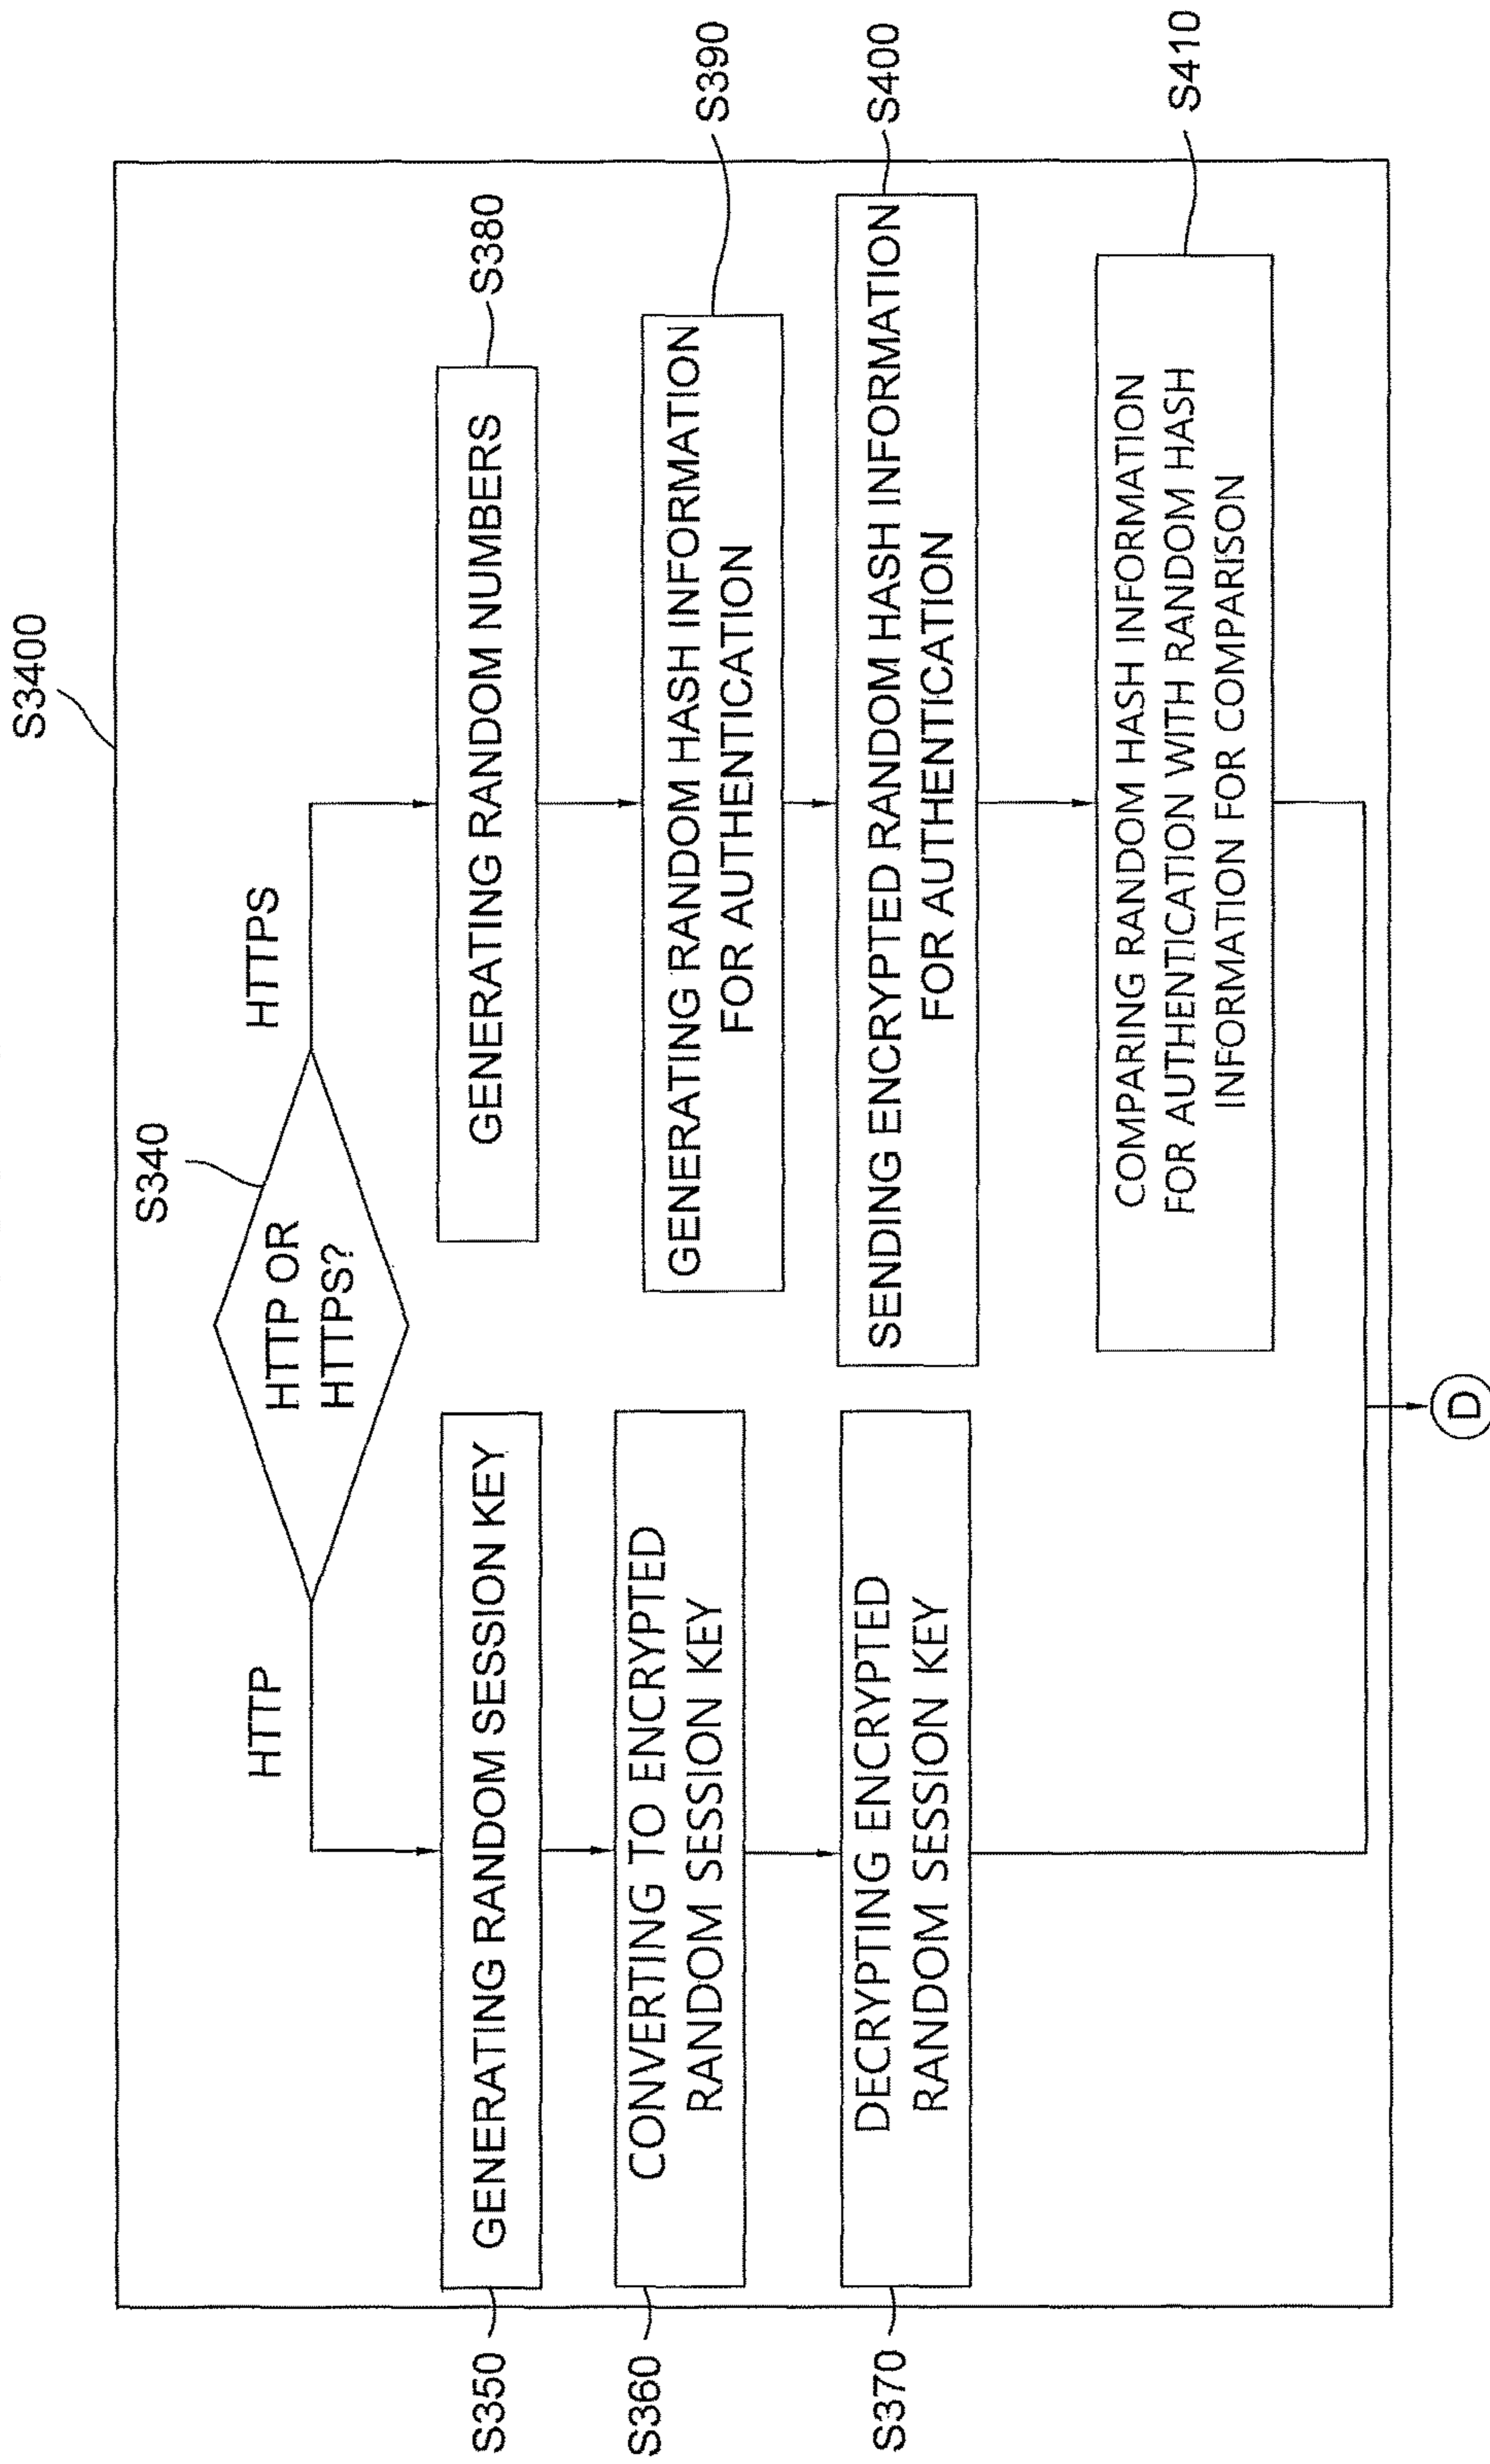 S3400
S340
HTTP OR
HTTPS?
HTTP
HTTPS
S350
GENERATING RANDOM SESSION KEY
S360
CONVERTING TO ENCRYPTED
RANDOM SESSION KEY
S370
DECRYPTING ENCRYPTED
RANDOM SESSION KEY
GENERATING RANDOM NUMBERS
S380
GENERATING RANDOM HASH INFORMATION
FOR AUTHENTICATION
S390
SENDING ENCRYPTED RANDOM HASH INFORMATION
FOR AUTHENTICATION
S400
COMPARING RANDOM HASH INFORMATION
FOR AUTHENTICATION WITH RANDOM HASH
INFORMATION FOR COMPARISON
S410
D